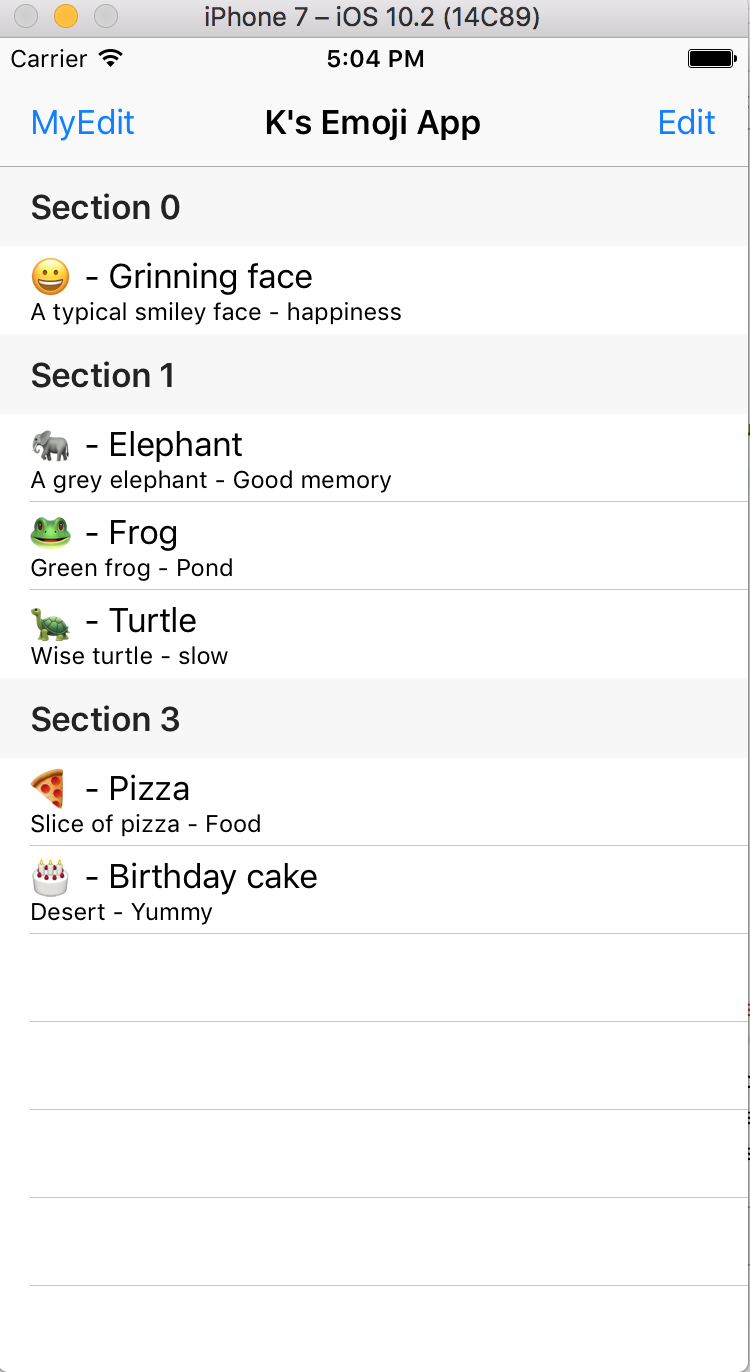 iPhone 7 – iOS 10.2 (14C89)
Carrier 5:04 PM
MyEdit K's Emoji App Edit
Section 0
😀 - Grinning face
A typical smiley face - happiness
Section 1
🐘 - Elephant
A grey elephant - Good memory
🐸 - Frog
Green frog - Pond
🐢 - Turtle
Wise turtle - slow
Section 3
🍕 - Pizza
Slice of pizza - Food
🎂 - Birthday cake
Desert - Yummy